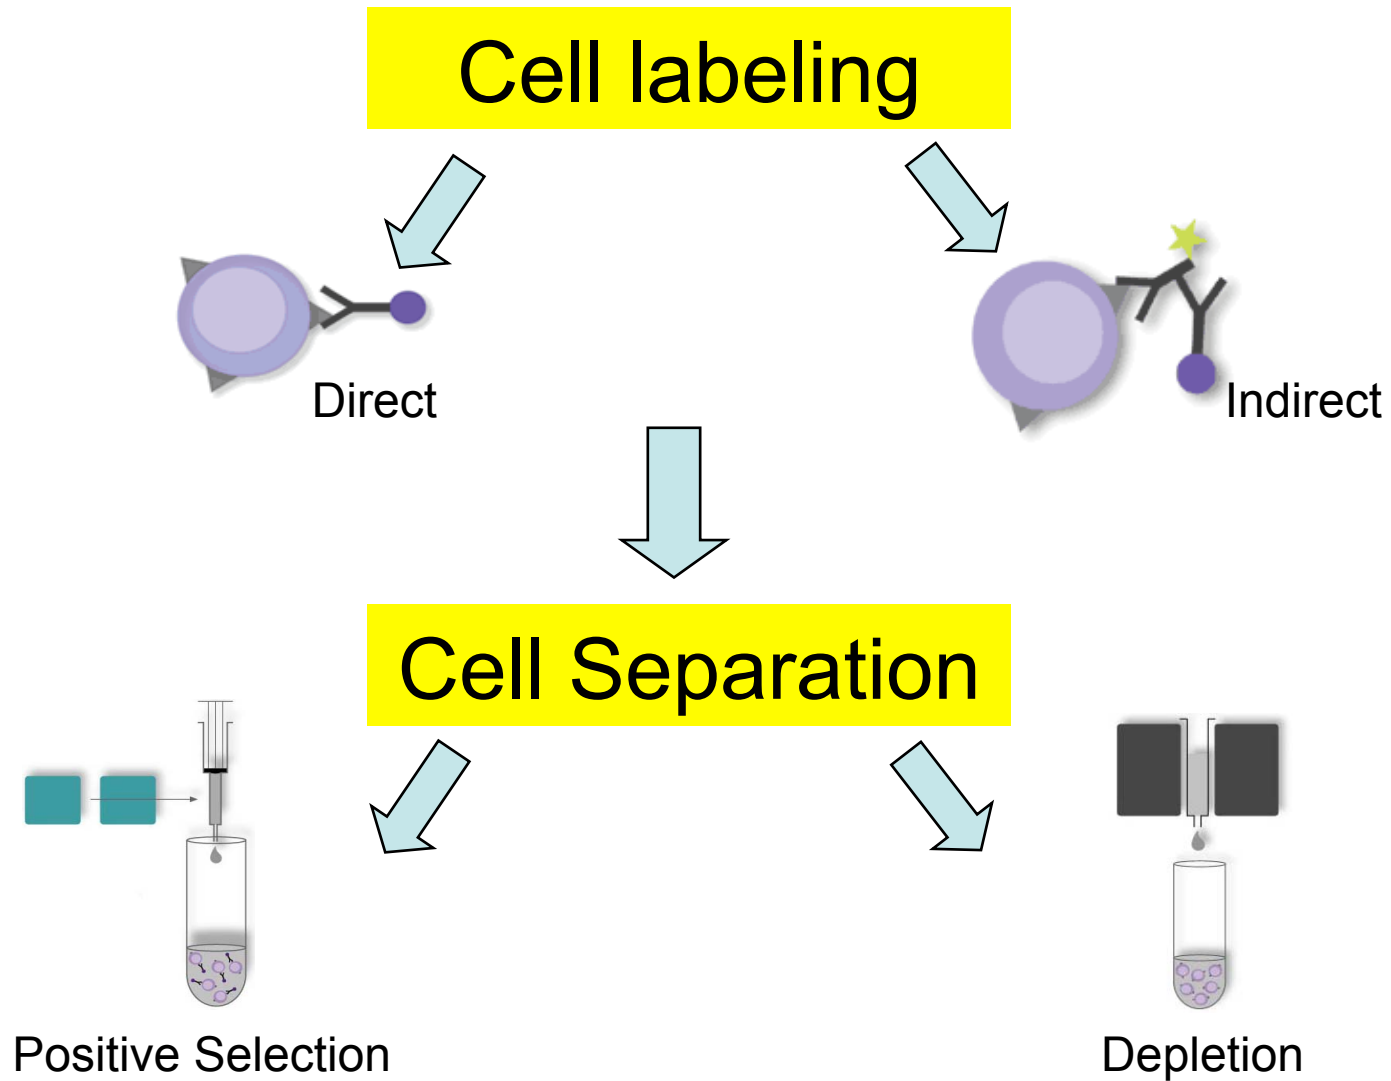 Cell labeling
Direct
Indirect
Cell Separation
Positive Selection
Depletion